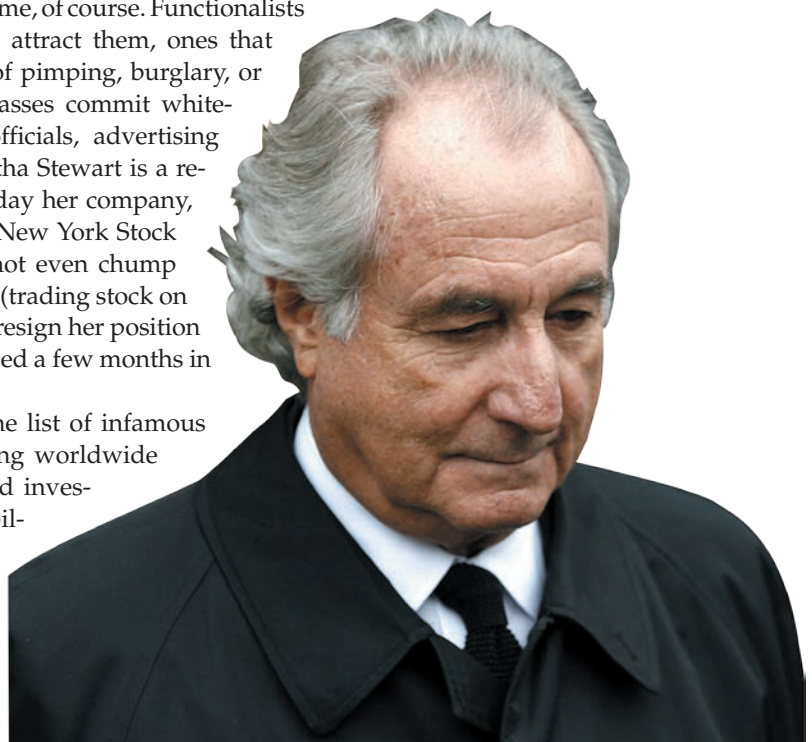 me, of course. Functionalists
attract them, ones that
of pimping, burglary, or
asses commit white-
fficials, advertising
tha Stewart is a re-
day her company,
New York Stock
not even chump
(trading stock on
resign her position
ed a few months in
ne list of infamous
ng worldwide
d inves-
il-